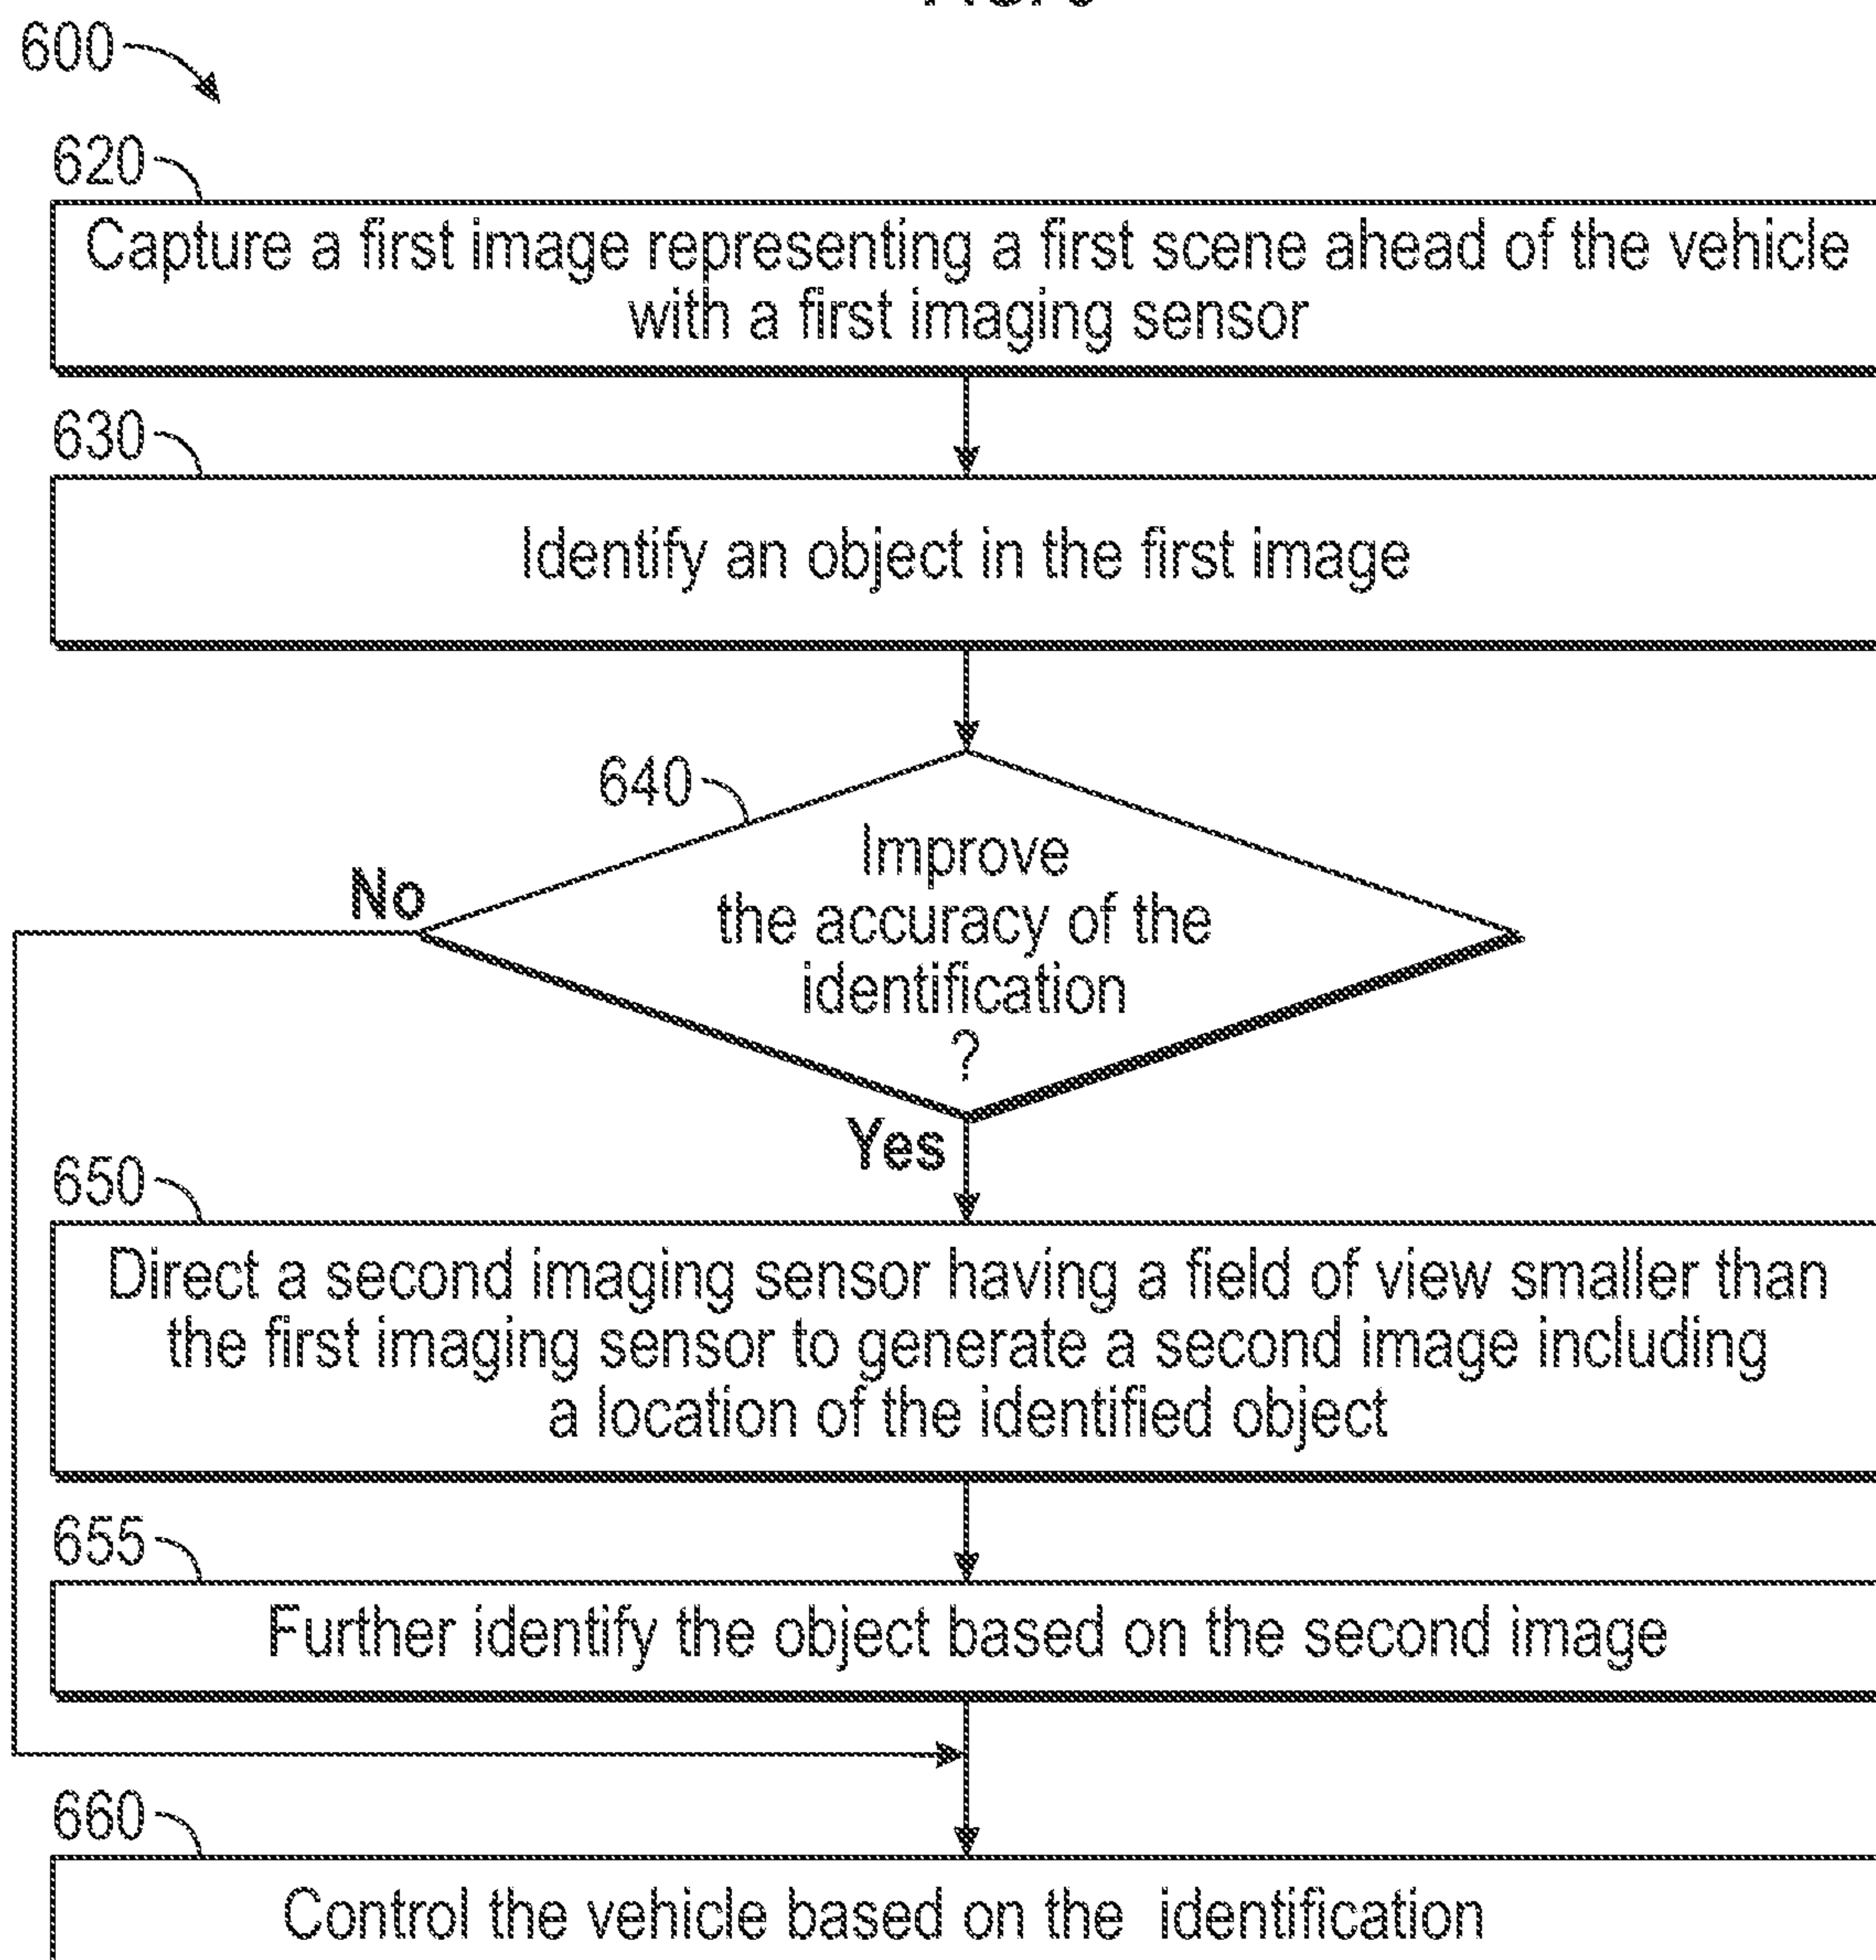 600
620
Capture a first image representing a first scene ahead of the vehicle
with a first imaging sensor
630
Identify an object in the first image
640
Improve
the accuracy of the
identification
?
No
Yes
650
Direct a second imaging sensor having a field of view smaller than
the first imaging sensor to generate a second image including
a location of the identified object
655
Further identify the object based on the second image
660
Control the vehicle based on the identification